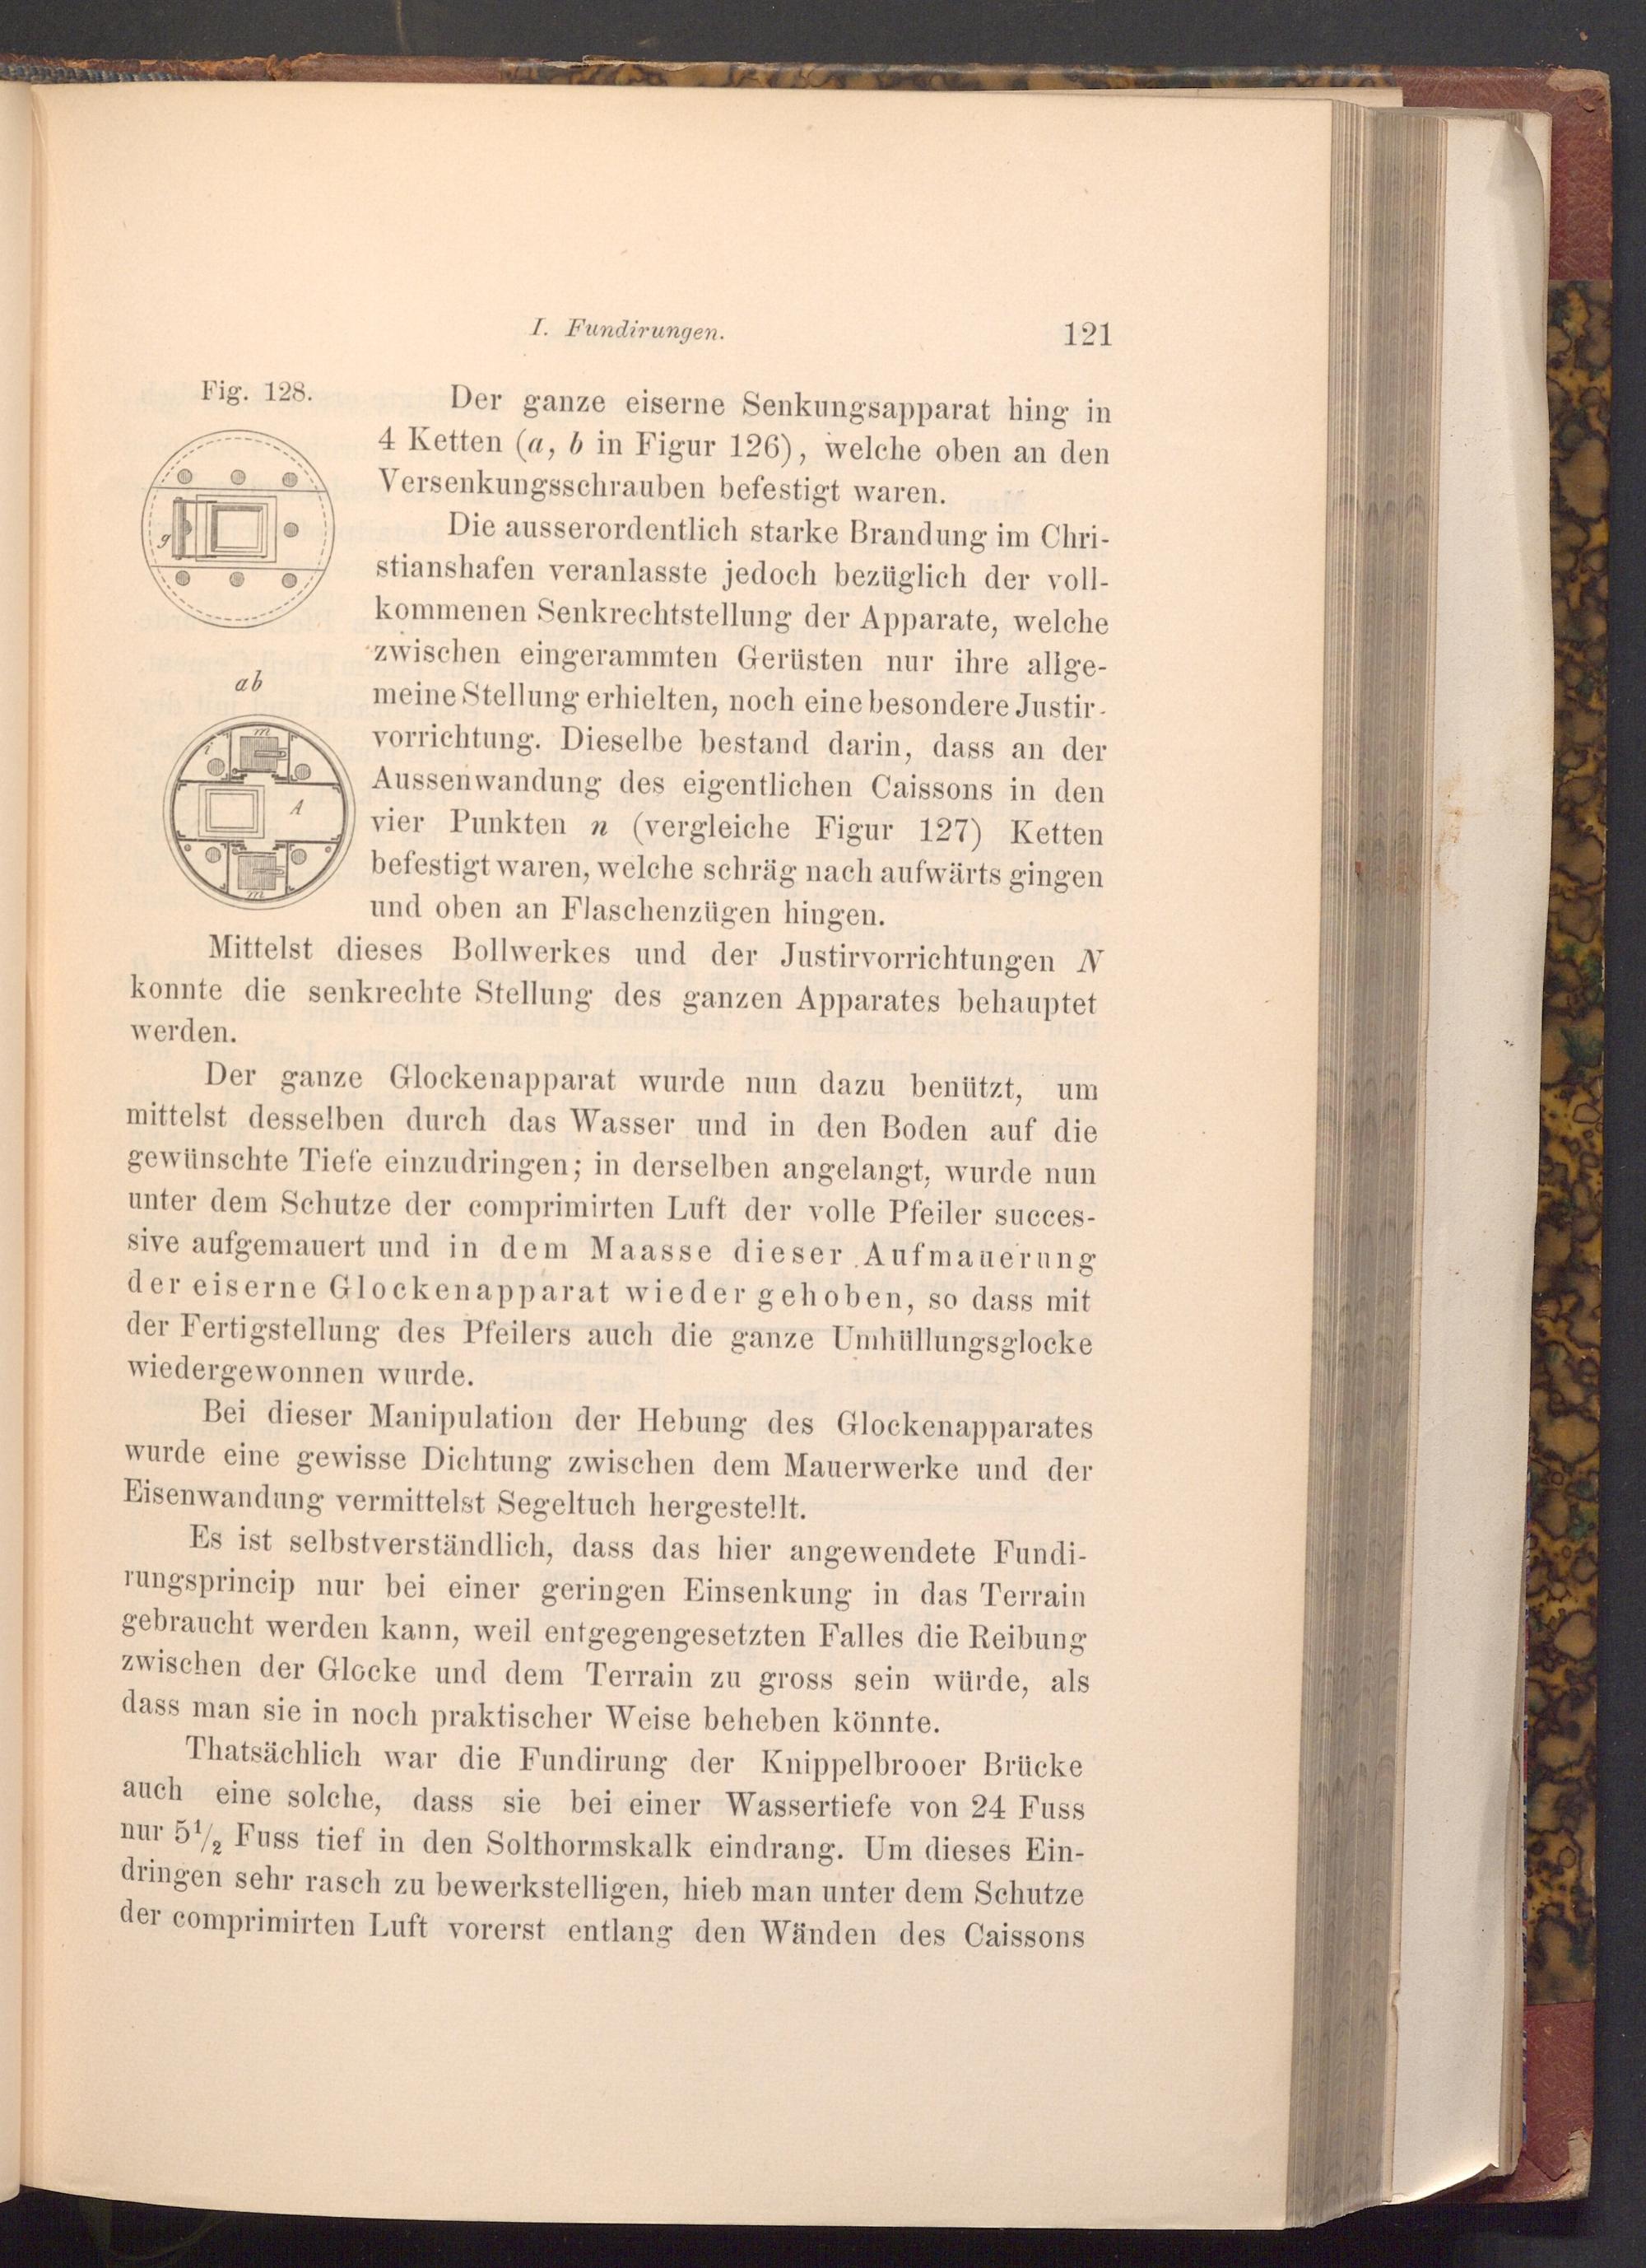 I. Fundirungen.
121
Fig. 128.
g
ab
m
r
A
m
Der ganze eiserne Senkungsapparat hing in
4 Ketten (a, b in Figur 126), welche oben an den
Versenkungsschrauben befestigt waren.
Die ausserordentlich starke Brandung im Chri-
stianshafen veranlasste jedoch bezüglich der voll-
kommenen Senkrechtstellung der Apparate, welche
zwischen eingerammten Gerüsten nur ihre allge-
meine Stellung erhielten, noch eine besondere Justir-
vorrichtung. Dieselbe bestand darin, dass an der
Aussenwandung des eigentlichen Caissons in den
vier Punkten n (vergleiche Figur 127) Ketten
befestigt waren, welche schräg nach aufwärts gingen
und oben an Flaschenzügen hingen.
Mittelst dieses Bollwerkes und der Justirvorrichtungen N
konnte die senkrechte Stellung des ganzen Apparates behauptet
werden.
Der ganze Glockenapparat wurde nun dazu benützt, um
mittelst desselben durch das Wasser und in den Boden auf die
gewünschte Tiefe einzudringen; in derselben angelangt, wurde nun
unter dem Schutze der comprimirten Luft der volle Pfeiler succes-
sive aufgemauert und in dem Maasse dieser Aufmauerung
der eiserne Glockenapparat wieder gehoben, so dass mit
der Fertigstellung des Pfeilers auch die ganze Umhüllungsglocke
wiedergewonnen wurde.
Bei dieser Manipulation der Hebung des Glockenapparates
wurde eine gewisse Dichtung zwischen dem Mauerwerke und der
Eisenwandung vermittelst Segeltuch hergestellt.
Es ist selbstverständlich, dass das hier angewendete Fundi-
rungsprincip nur bei einer geringen Einsenkung in das Terrain
gebraucht werden kann, weil entgegengesetzten Falles die Reibung
zwischen der Glocke und dem Terrain zu gross sein würde, als
dass man sie in noch praktischer Weise beheben könnte.
Thatsächlich war die Fundirung der Knippelbrooer Brücke
auch eine solche, dass sie bei einer Wassertiefe von 24 Fuss
nur 5 1/2 Fuss tief in den Solthormskalk eindrang. Um dieses Ein-
dringen sehr rasch zu bewerkstelligen, hieb man unter dem Schutze
der comprimirten Luft vorerst entlang den Wänden des Caissons